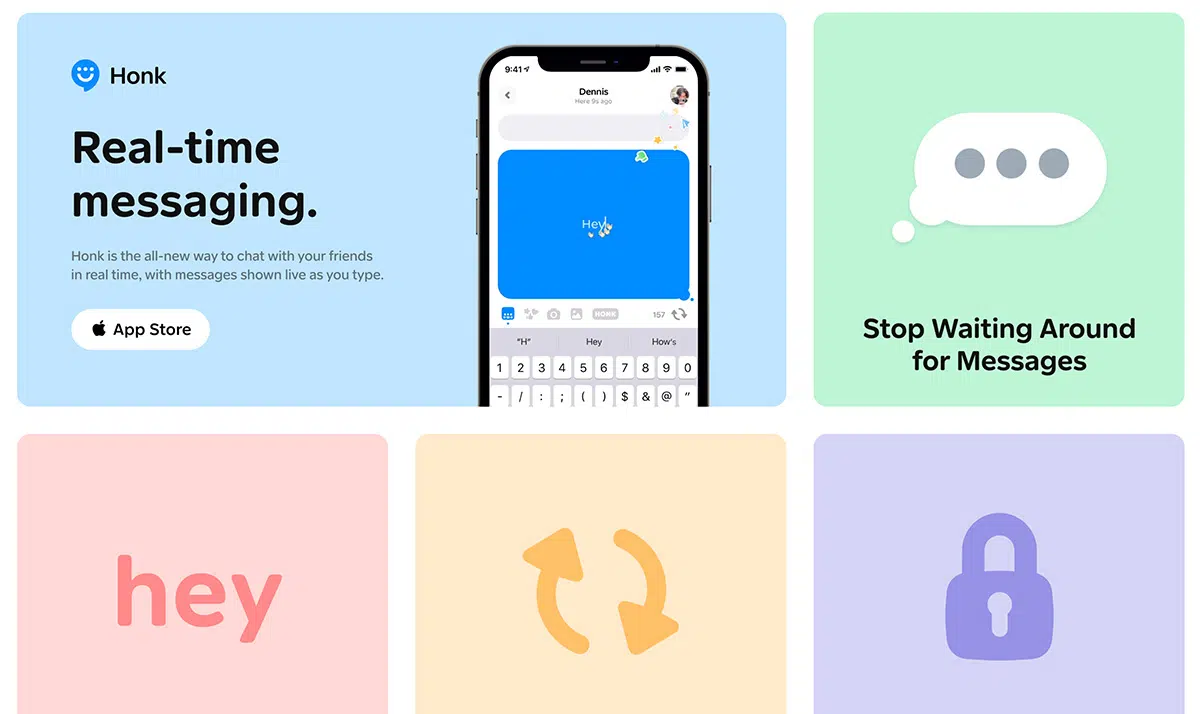 Honk
Real-time
messaging.
Honk is the all-new way to chat with your friends
in real time, with messages shown live as you type.
App Store
9:41
Dennis
Here 9s ago
Hey
HONK
157
“H”
Hey
How's
1 2 3 4 5 6 7 8 9 0
- / : ; ( ) $ & @ "
Stop Waiting Around
for Messages
hey